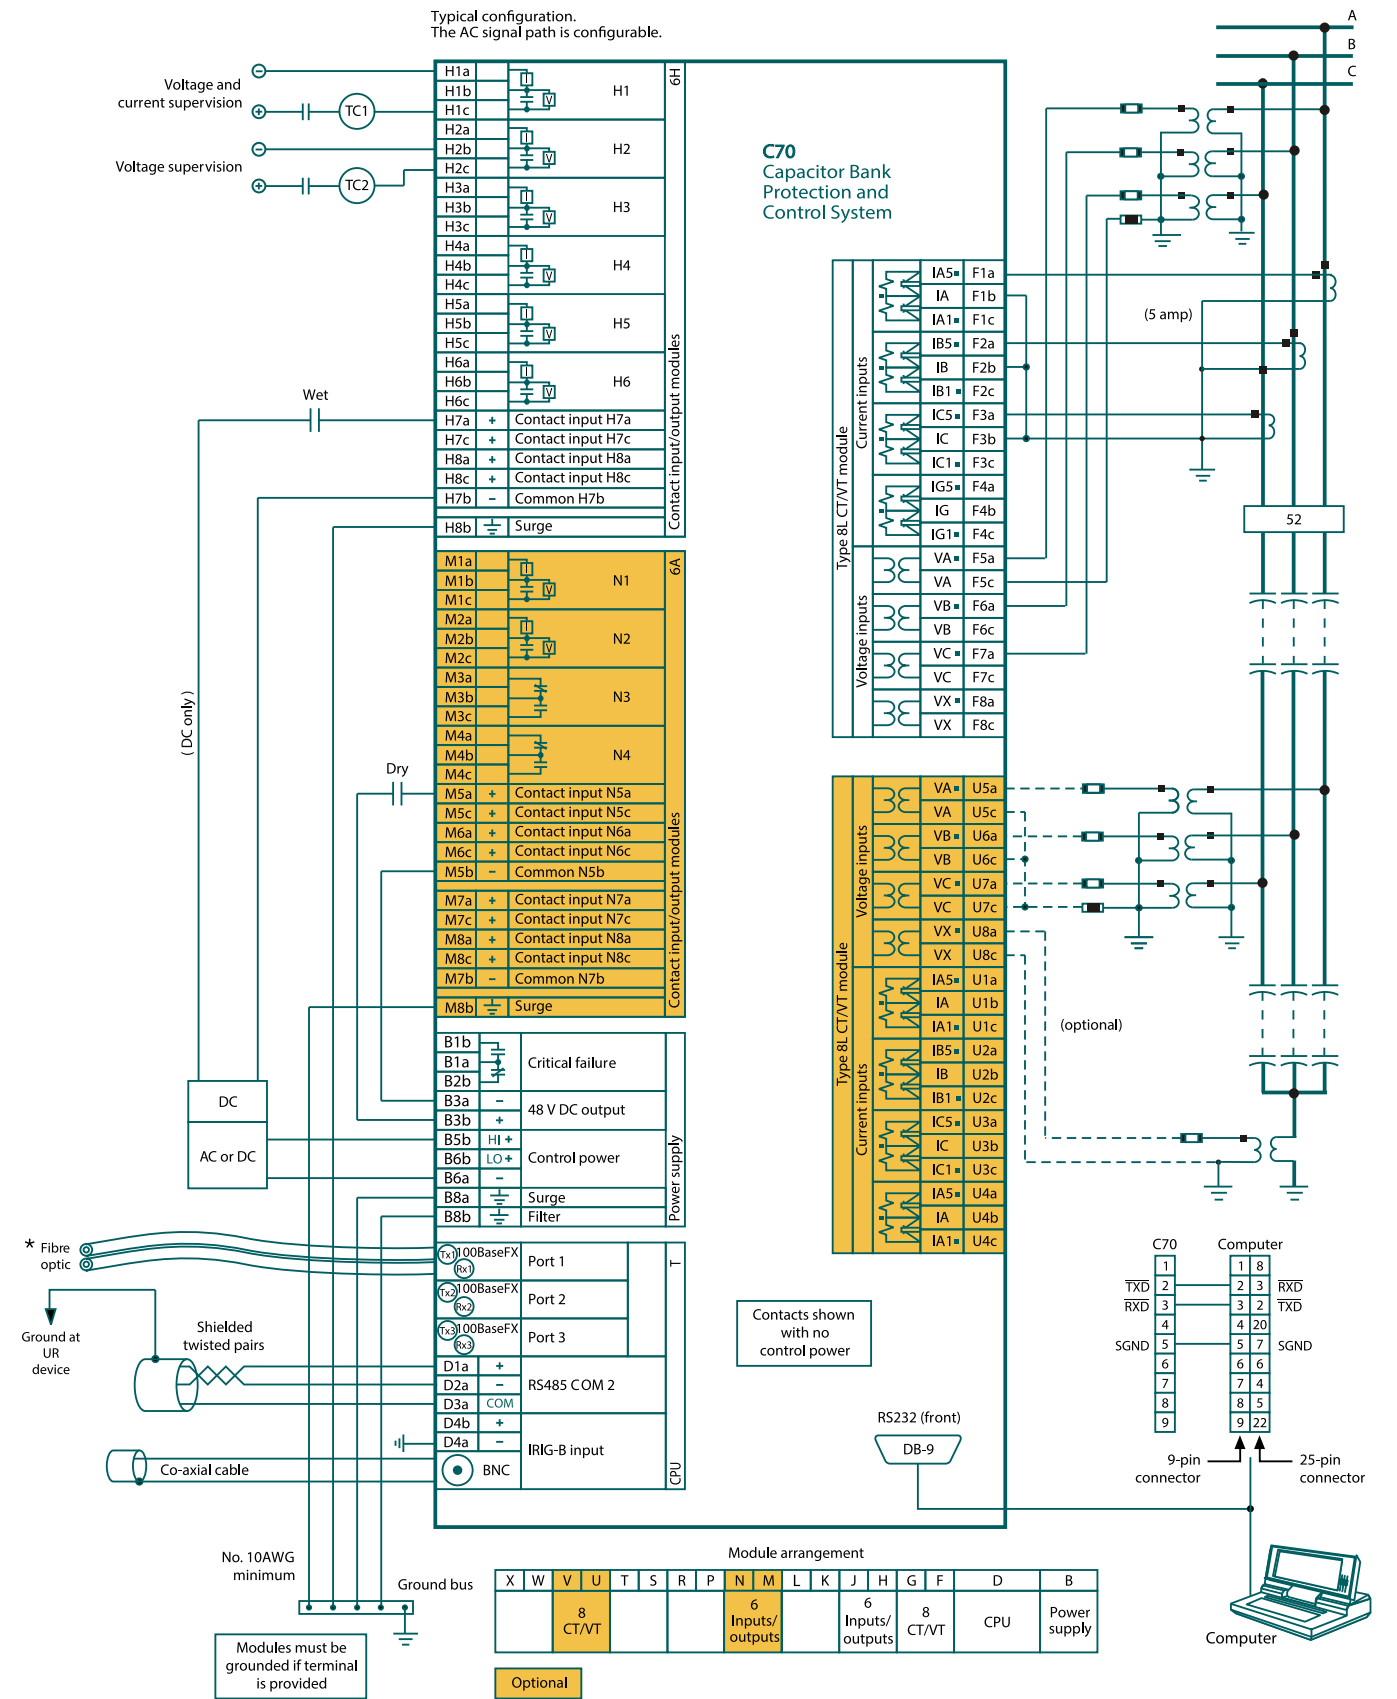 Typical configuration.
The AC signal path is configurable.
A
B
C
Voltage and
current supervision
TC1
Voltage supervision
TC2
H1a
H1b
H1c
H1
H2a
H2b
H2c
H2
H3a
H3b
H3c
H3
H4a
H4b
H4c
H4
H5a
H5b
H5c
H5
H6a
H6b
H6c
H6
6H
Contact input/output modules
H7a + Contact input H7a
H7c + Contact input H7c
H8a + Contact input H8a
H8c + Contact input H8c
H7b – Common H7b
H8b Surge
Wet
(DC only)
C70
Capacitor Bank
Protection and
Control System
Type 8L CT/VT module
Current inputs
IA5 F1a
IA F1b
IA1 F1c
IB5 F2a
IB F2b
IB1 F2c
IC5 F3a
IC F3b
IC1 F3c
IG5 F4a
IG F4b
IG1 F4c
Voltage inputs
VA F5a
VA F5c
VB F6a
VB F6c
VC F7a
VC F7c
VX F8a
VX F8c
(5 amp)
52
M1a
M1b
M1c
N1
M2a
M2b
M2c
N2
M3a
M3b
M3c
N3
M4a
M4b
M4c
N4
6A
Contact input/output modules
M5a + Contact input N5a
M5c + Contact input N5c
M6a + Contact input N6a
M6c + Contact input N6c
M5b – Common N5b
M7a + Contact input N7a
M7c + Contact input N7c
M8a + Contact input N8a
M8c + Contact input N8c
M7b – Common N7b
M8b Surge
Dry
Type 8L CT/VT module
Voltage inputs
VA U5a
VA U5c
VB U6a
VB U6c
VC U7a
VC U7c
VX U8a
VX U8c
Current inputs
IA5 U1a
IA U1b
IA1 U1c
IB5 U2a
IB U2b
IB1 U2c
IC5 U3a
IC U3b
IC1 U3c
IA5 U4a
IA U4b
IA1 U4c
(optional)
B1b
B1a
B2b
Critical failure
B3a –
B3b +
48 V DC output
B5b HI +
B6b LO +
B6a –
Control power
B8a Surge
B8b Filter
Power supply
DC
AC or DC
* Fibre
optic
Tx1 100BaseFX
Rx1
Port 1
Tx2 100BaseFX
Rx2
Port 2
Tx3 100BaseFX
Rx3
Port 3
T
Ground at
UR
device
Shielded
twisted pairs
D1a +
D2a –
D3a COM
RS485 COM 2
D4b +
D4a –
IRIG-B input
BNC
CPU
Co-axial cable
Contacts shown
with no
control power
RS232 (front)
DB-9
C70
1
TXD 2
RXD 3
4
SGND 5
6
7
8
9
Computer
1 8
2 3 RXD
3 2 TXD
4 20
5 7 SGND
6 6
7 4
8 5
9 22
9-pin
connector
25-pin
connector
Computer
No. 10AWG
minimum
Ground bus
Modules must be
grounded if terminal
is provided
Module arrangement
X W V U T S R P N M L K J H G F D B
8
CT/VT
6
Inputs/
outputs
6
Inputs/
outputs
8
CT/VT
CPU
Power
supply
Optional